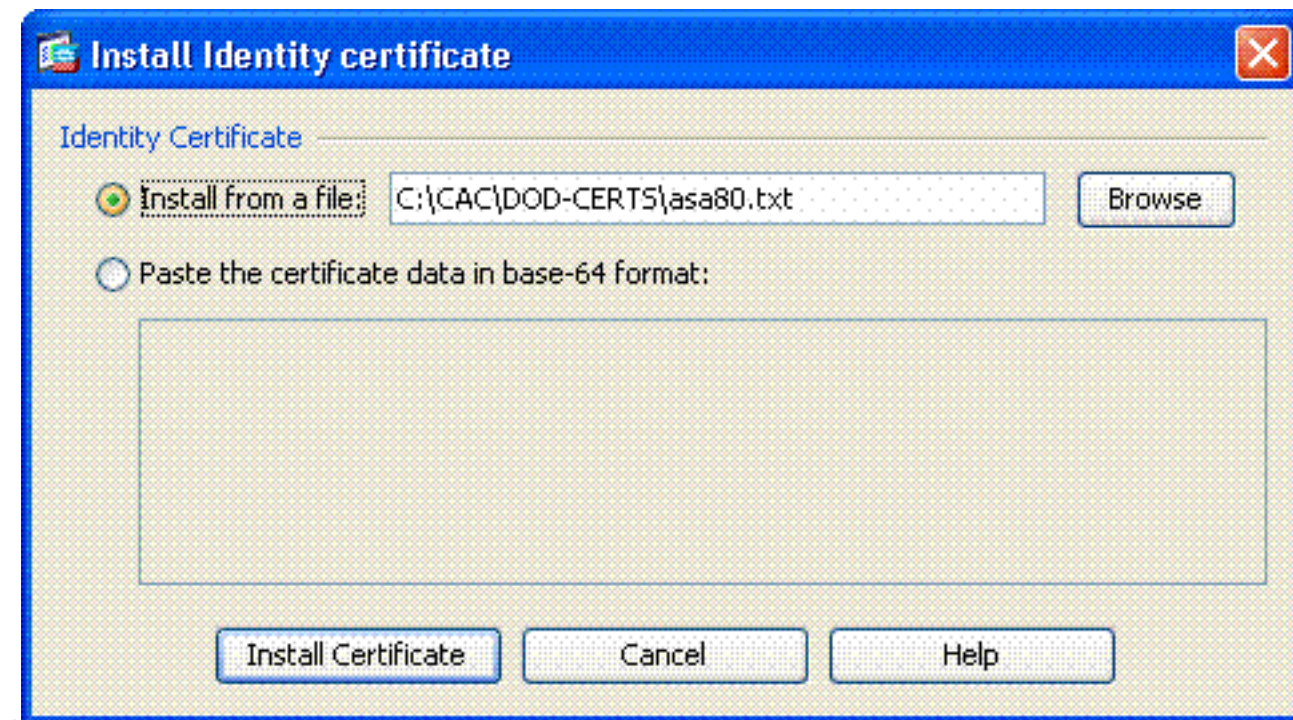 Install Identity certificate
Identity Certificate
Install from a file: C:\CAC\DOD-CERTS\asa80.txt Browse
Paste the certificate data in base-64 format:
Install Certificate Cancel Help